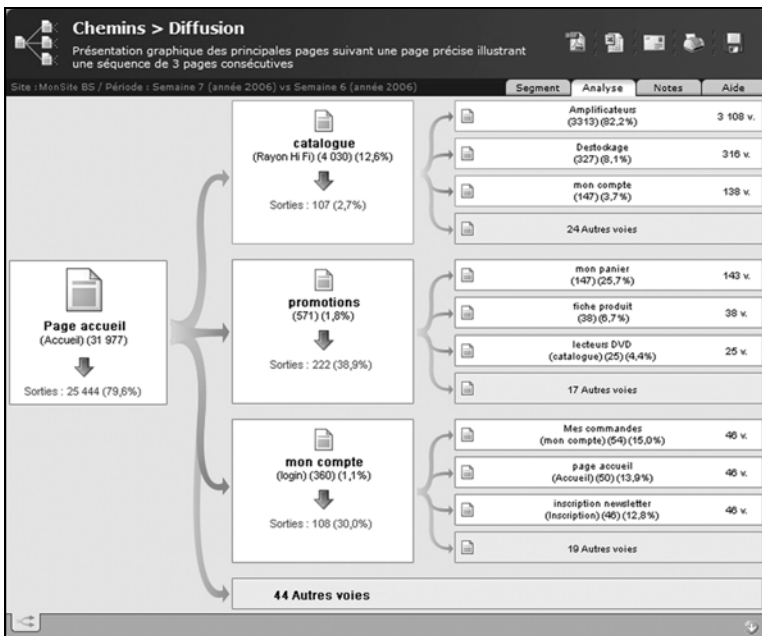 Chemins > Diffusion
Présentation graphique des principales pages suivant une page précise illustrant
une séquence de 3 pages consécutives
Site :MonSite BS / Période : Semaine 7 (année 2006) vs Semaine 6 (année 2006)
Segment
Analyse
Notes
Aide
Page accueil
(Accueil) (31 977)
Sorties : 25 444 (79,6%)
catalogue
(Rayon Hi Fi) (4 030) (12,6%)
Sorties : 107 (2,7%)
Amplificateurs
(3313) (82,2%)
3 108 v.
Destockage
(327) (8,1%)
316 v.
mon compte
(147) (3,7%)
138 v.
24 Autres voies
promotions
(571) (1,8%)
Sorties : 222 (38,9%)
mon panier
(147) (25,7%)
143 v.
fiche produit
(38) (6,7%)
38 v.
lecteurs DVD
(catalogue) (25) (4,4%)
25 v.
17 Autres voies
mon compte
(login) (360) (1,1%)
Sorties : 108 (30,0%)
Mes commandes
(mon compte) (54) (15,0%)
46 v.
page accueil
(Accueil) (50) (13,9%)
46 v.
inscription newsletter
(Inscription) (46) (12,8%)
46 v.
19 Autres voies
44 Autres voies